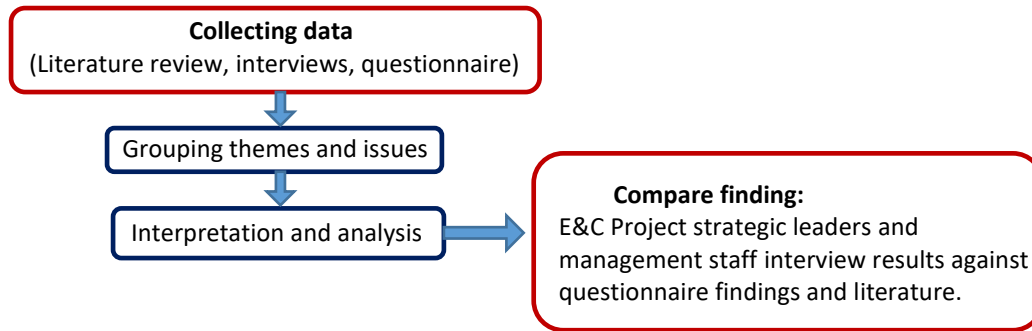 Collecting data
(Literature review, interviews, questionnaire)
Grouping themes and issues
Interpretation and analysis
Compare finding:
E&C Project strategic leaders and
management staff interview results against
questionnaire findings and literature.